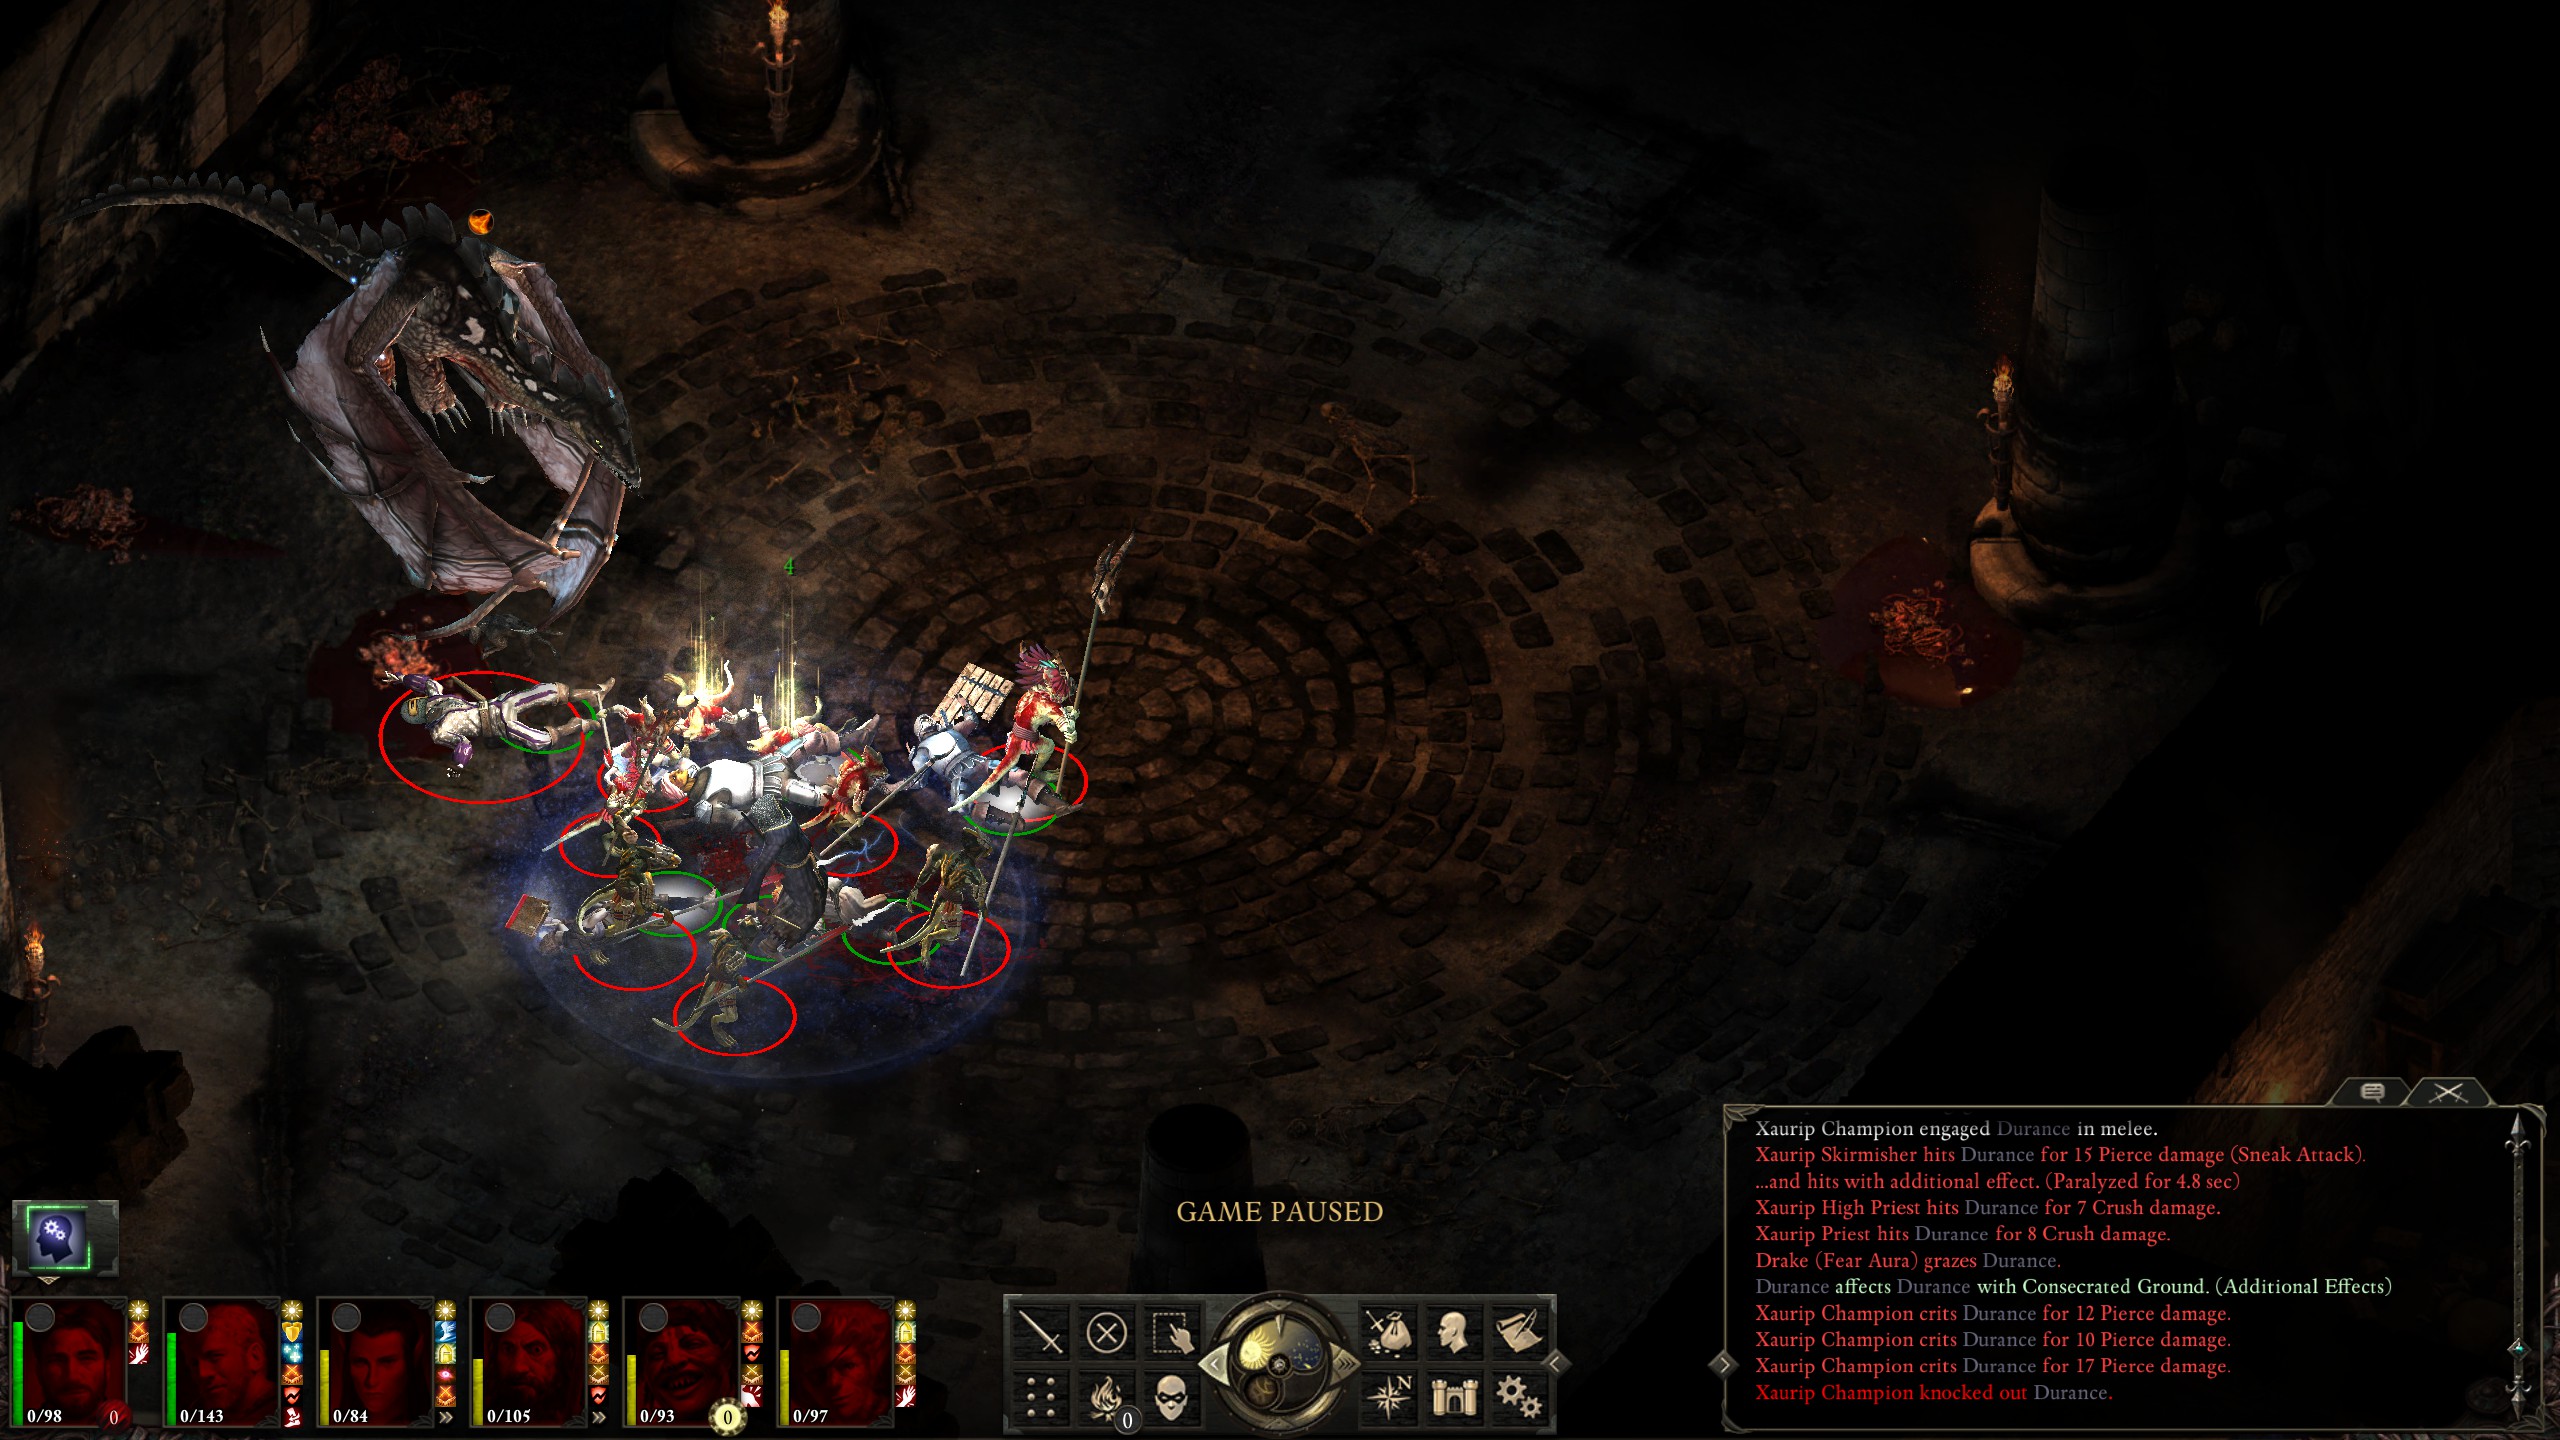 4
GAME PAUSED
Xaurip Champion engaged Durance in melee.
Xaurip Skirmisher hits Durance for 15 Pierce damage (Sneak Attack).
...and hits with additional effect. (Paralyzed for 4.8 sec)
Xaurip High Priest hits Durance for 7 Crush damage.
Xaurip Priest hits Durance for 8 Crush damage.
Drake (Fear Aura) grazes Durance.
Durance affects Durance with Consecrated Ground. (Additional Effects)
Xaurip Champion crits Durance for 12 Pierce damage.
Xaurip Champion crits Durance for 10 Pierce damage.
Xaurip Champion crits Durance for 17 Pierce damage.
Xaurip Champion knocked out Durance.
0/98 0 0/143 0/84 0/105 0/93 0 0/97
N
0